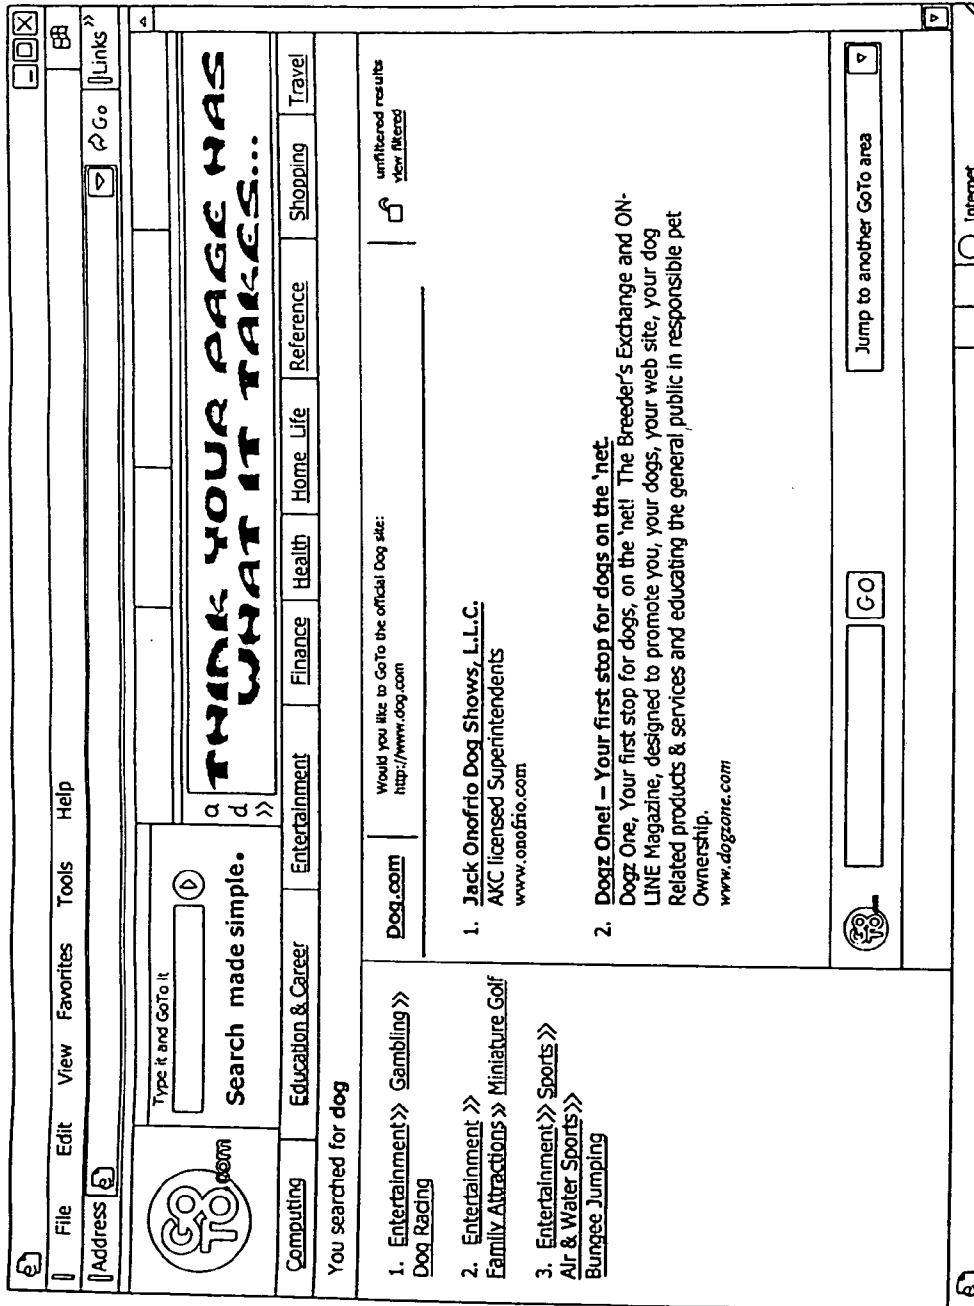 File Edit View Favorites Tools Help
Address Go Links »
GOTO.com
Type it and GoTo it
Search made simple.
a
d
»
THINK YOUR PAGE HAS
WHAT IT TAKES...
Computing Education & Career Entertainment Finance Health Home Life Reference Shopping Travel
You searched for dog
1. Entertainment>> Gambling>>
Dog Racing
2. Entertainment >>
Family Attractions >> Miniature Golf
3. Entertainment>> Sports>>
Air & Water Sports>>
Bungee Jumping
Dog.com
Would you like to GoTo the official Dog site:
http://www.dog.com
unfiltered results
view filtered
1. Jack Onofrio Dog Shows, L.L.C.
AKC licensed Superintendents
www.onofrio.com
2. Dogz One! – Your first stop for dogs on the 'net.
Dogz One, Your first stop for dogs, on the 'net! The Breeder's Exchange and ON-
LINE Magazine, designed to promote you, your dogs, your web site, your dog
Related products & services and educating the general public in responsible pet
Ownership.
www.dogzone.com
GOTO.com
GO
Jump to another GoTo area
Internet